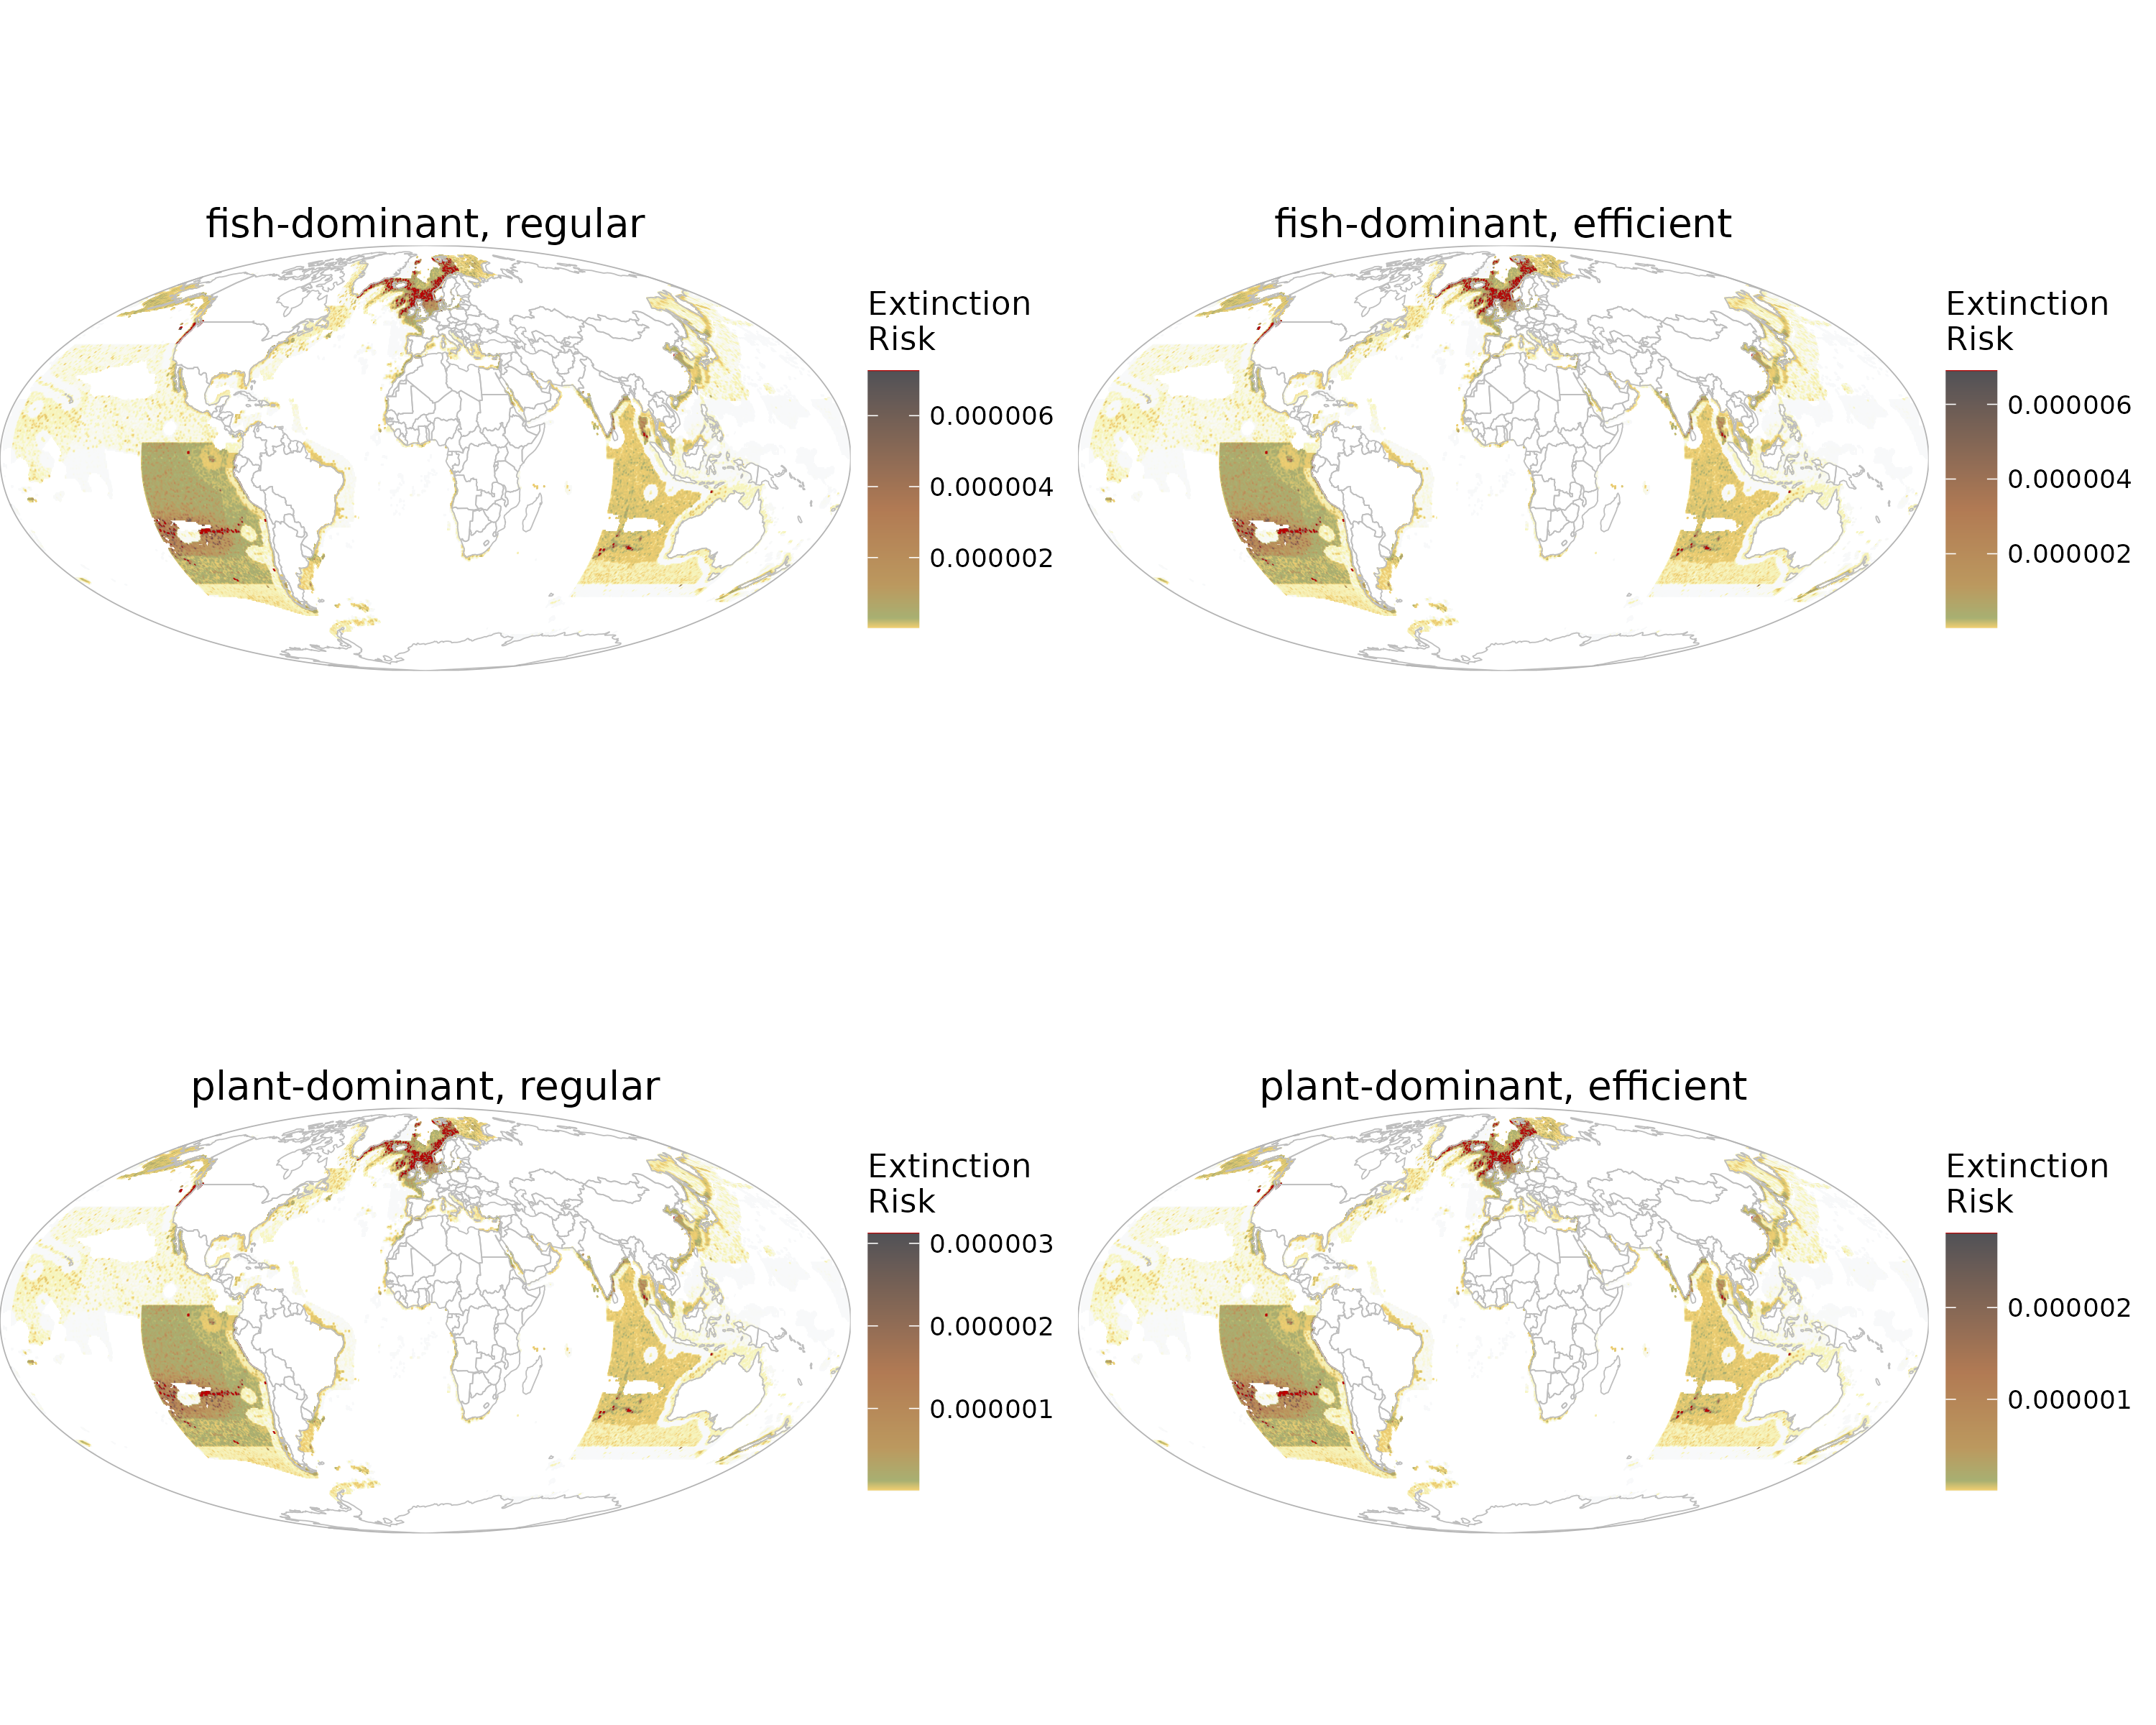 fish-dominant, regular
Extinction
Risk
0.000006
0.000004
0.000002
fish-dominant, efficient
Extinction
Risk
0.000006
0.000004
0.000002
plant-dominant, regular
Extinction
Risk
0.000003
0.000002
0.000001
plant-dominant, efficient
Extinction
Risk
0.000002
0.000001